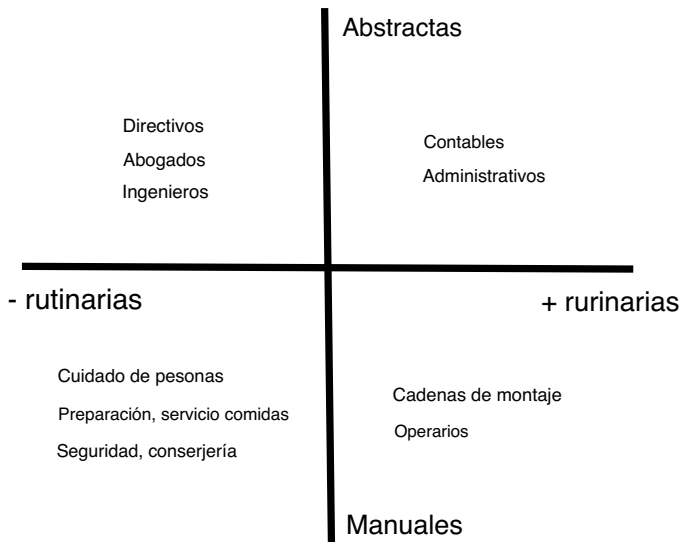 Abstractas
Directivos
Abogados
Ingenieros
Contables
Administrativos
- rutinarias
+ rurinarias
Cuidado de pesonas
Preparación, servicio comidas
Seguridad, conserjería
Cadenas de montaje
Operarios
Manuales